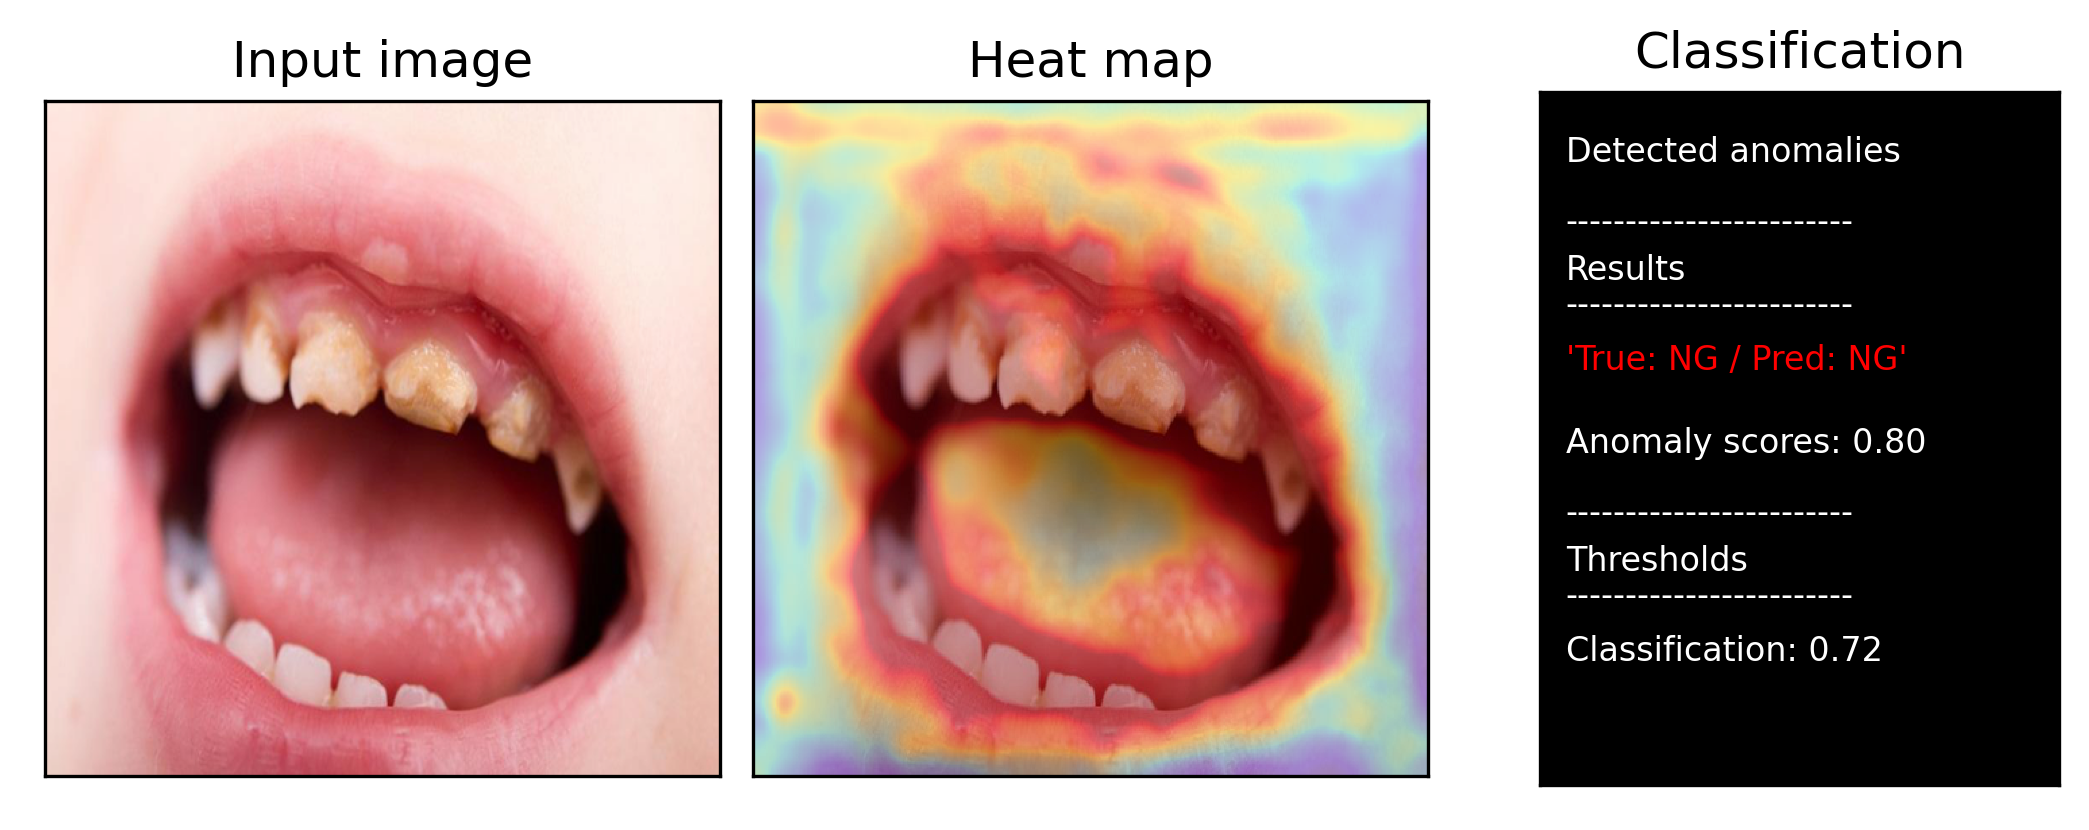 Input image
Heat map
Classification
Detected anomalies
------------------------
Results
------------------------
'True: NG / Pred: NG'
Anomaly scores: 0.80
------------------------
Thresholds
------------------------
Classification: 0.72